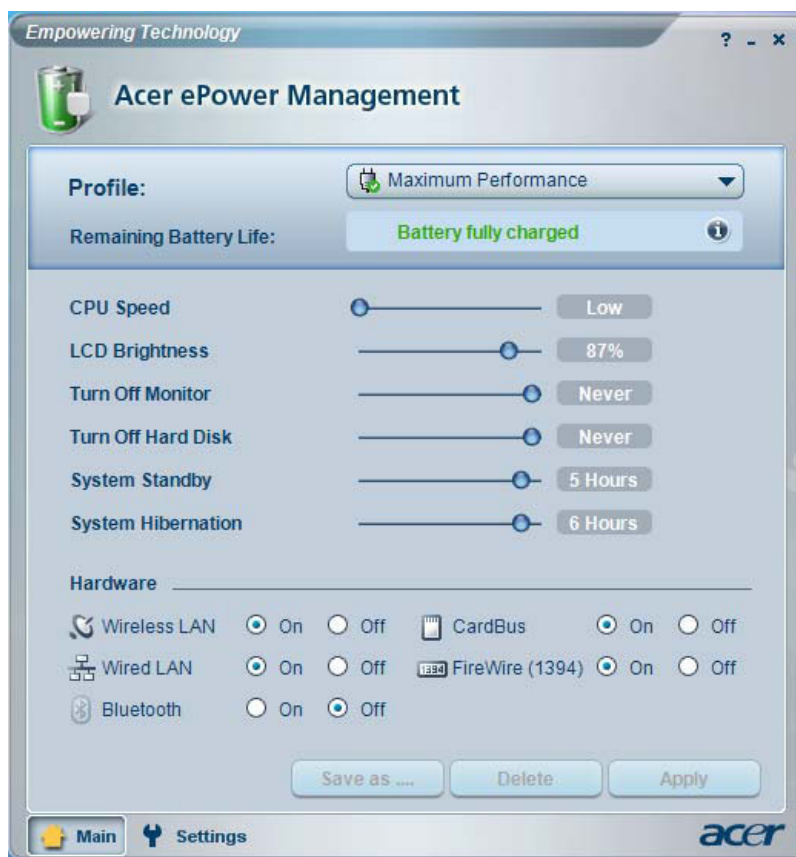 Empowering Technology
? - ×
Acer ePower Management
Profile: Maximum Performance
Remaining Battery Life: Battery fully charged
CPU Speed Low
LCD Brightness 87%
Turn Off Monitor Never
Turn Off Hard Disk Never
System Standby 5 Hours
System Hibernation 6 Hours
Hardware
Wireless LAN On Off CardBus On Off
Wired LAN On Off 1394 FireWire (1394) On Off
Bluetooth On Off
Save as .... Delete Apply
Main Settings acer